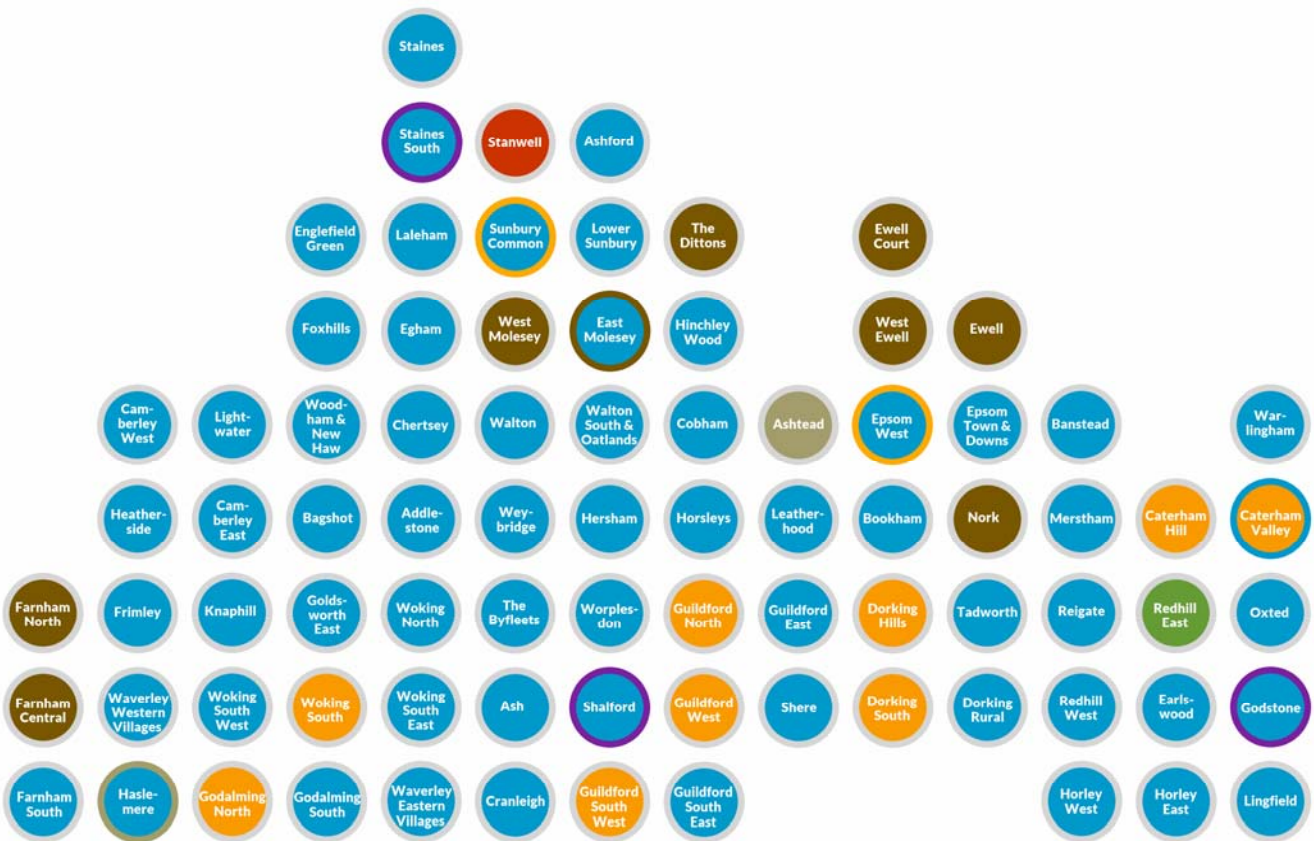 Staines
Staines
South
Stanwell
Ashford
Englefield
Green
Laleham
Sunbury
Common
Lower
Sunbury
The
Dittons
Ewell
Court
Foxhills
Egham
West
Molesey
East
Molesey
Hinchley
Wood
West
Ewell
Ewell
Cam-
berley
West
Light-
water
Wood-
ham &
New
Haw
Chertsey
Walton
Walton
South &
Oatlands
Cobham
Ashtead
Epsom
West
Epsom
Town &
Downs
Banstead
War-
lingham
Heather-
side
Cam-
berley
East
Bagshot
Addle-
stone
Wey-
bridge
Hersham
Horsleys
Leather-
hood
Bookham
Nork
Merstham
Caterham
Hill
Caterham
Valley
Farnham
North
Frimley
Knaphill
Golds-
worth
East
Woking
North
The
Byfleets
Worples-
don
Guildford
North
Guildford
East
Dorking
Hills
Tadworth
Reigate
Redhill
East
Oxted
Farnham
Central
Waverley
Western
Villages
Woking
South
West
Woking
South
Woking
South
East
Ash
Shalford
Guildford
West
Shere
Dorking
South
Dorking
Rural
Redhill
West
Earls-
wood
Godstone
Farnham
South
Hasle-
mere
Godalming
North
Godalming
South
Waverley
Eastern
Villages
Cranleigh
Guildford
South
West
Guildford
South
East
Horley
West
Horley
East
Lingfield